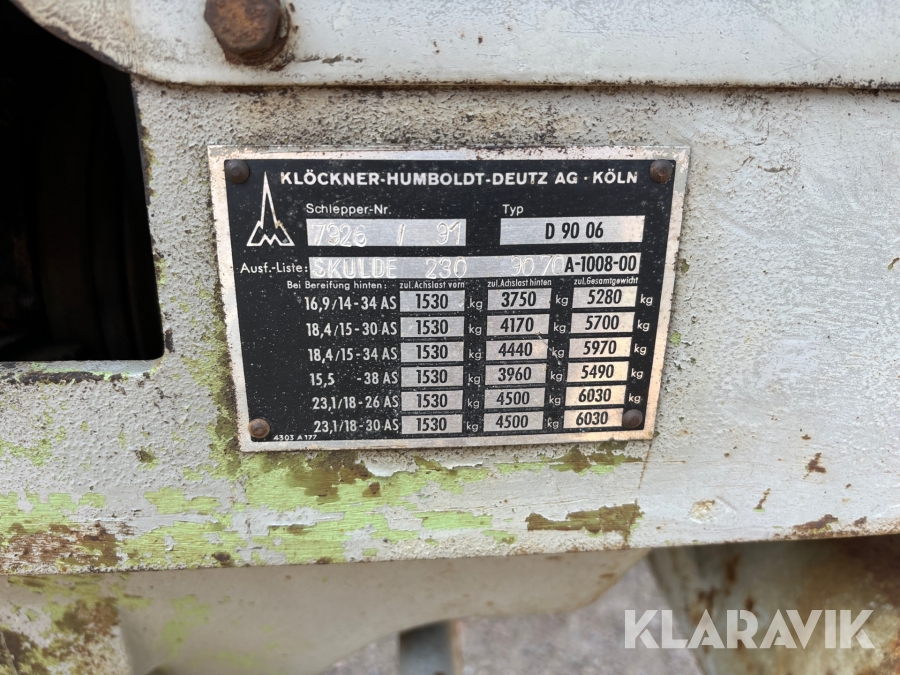 KLÖCKNER-HUMBOLDT-DEUTZ AG · KÖLN
Schlepper-Nr. Typ
7926 / 91 D 90 06
Ausf.-Liste: SKULDE 230 90 70 A-1008-00
Bei Bereifung hinten: zul. Achslast vorn zul. Achslast hinten zul. Gesamtgewicht
16,9/14-34 AS 1530 kg 3750 kg 5280 kg
18,4/15-30 AS 1530 kg 4170 kg 5700 kg
18,4/15-34 AS 1530 kg 4440 kg 5970 kg
15,5 -38 AS 1530 kg 3960 kg 5490 kg
23,1/18-26 AS 1530 kg 4500 kg 6030 kg
23,1/18-30 AS 1530 kg 4500 kg 6030 kg
4303 A 177
KLARAVIK